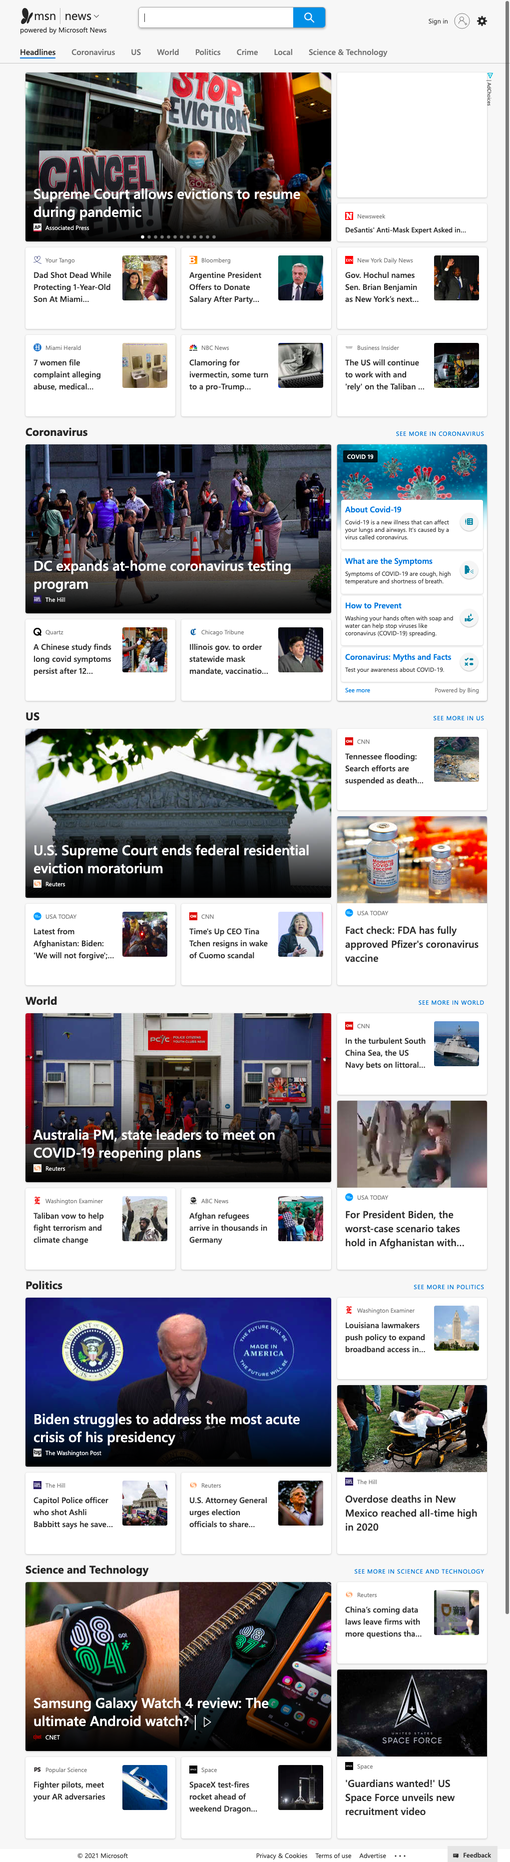 msn | news
powered by Microsoft News
Sign in
Headlines
Coronavirus
US
World
Politics
Crime
Local
Science & Technology
STOP
EVICTION
CANCEL
Supreme Court allows evictions to resume
during pandemic
AP Associated Press
AdChoices
Newsweek
DeSantis' Anti-Mask Expert Asked in...
Your Tango
Dad Shot Dead While
Protecting 1-Year-Old
Son At Miami...
Bloomberg
Argentine President
Offers to Donate
Salary After Party...
New York Daily News
Gov. Hochul names
Sen. Brian Benjamin
as New York's next...
Miami Herald
7 women file
complaint alleging
abuse, medical...
NBC News
Clamoring for
ivermectin, some turn
to a pro-Trump...
Business Insider
The US will continue
to work with and
'rely' on the Taliban ...
Coronavirus
SEE MORE IN CORONAVIRUS
DC expands at-home coronavirus testing
program
The Hill
COVID 19
About Covid-19
Covid-19 is a new illness that can affect
your lungs and airways. It's caused by a
virus called coronavirus.
What are the Symptoms
Symptoms of COVID-19 are cough, high
temperature and shortness of breath.
How to Prevent
Washing your hands often with soap and
water can help stop viruses like
coronavirus (COVID-19) spreading.
Coronavirus: Myths and Facts
Test your awareness about COVID-19.
See more
Powered by Bing
Quartz
A Chinese study finds
long covid symptoms
persist after 12...
Chicago Tribune
Illinois gov. to order
statewide mask
mandate, vaccinatio...
US
SEE MORE IN US
U.S. Supreme Court ends federal residential
eviction moratorium
Reuters
CNN
Tennessee flooding:
Search efforts are
suspended as death...
USA TODAY
Fact check: FDA has fully
approved Pfizer's coronavirus
vaccine
USA TODAY
Latest from
Afghanistan: Biden:
'We will not forgive';...
CNN
Time's Up CEO Tina
Tchen resigns in wake
of Cuomo scandal
World
SEE MORE IN WORLD
Australia PM, state leaders to meet on
COVID-19 reopening plans
Reuters
CNN
In the turbulent South
China Sea, the US
Navy bets on littoral...
USA TODAY
For President Biden, the
worst-case scenario takes
hold in Afghanistan with...
Washington Examiner
Taliban vow to help
fight terrorism and
climate change
ABC News
Afghan refugees
arrive in thousands in
Germany
Politics
SEE MORE IN POLITICS
THE FUTURE WILL BE
MADE IN
AMERICA
Biden struggles to address the most acute
crisis of his presidency
The Washington Post
Washington Examiner
Louisiana lawmakers
push policy to expand
broadband access in...
The Hill
Overdose deaths in New
Mexico reached all-time high
in 2020
The Hill
Capitol Police officer
who shot Ashli
Babbitt says he save...
Reuters
U.S. Attorney General
urges election
officials to share...
Science and Technology
SEE MORE IN SCIENCE AND TECHNOLOGY
Samsung Galaxy Watch 4 review: The
ultimate Android watch? |
CNET
Reuters
China's coming data
laws leave firms with
more questions tha...
UNITED STATES
SPACE FORCE
Space
'Guardians wanted!' US
Space Force unveils new
recruitment video
PS Popular Science
Fighter pilots, meet
your AR adversaries
Space
SpaceX test-fires
rocket ahead of
weekend Dragon...
© 2021 Microsoft
Privacy & Cookies
Terms of use
Advertise
...
Feedback